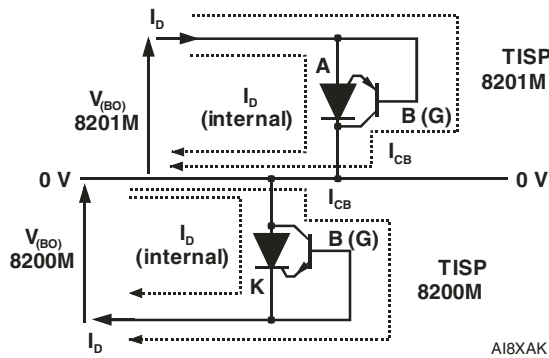 I_D
TISP
8201M
A
V_(BO)
8201M
I_D
(internal)
B (G)
I_CB
0 V
0 V
I_CB
V_(BO)
8200M
I_D
(internal)
B (G)
TISP
8200M
K
I_D
AI8XAK